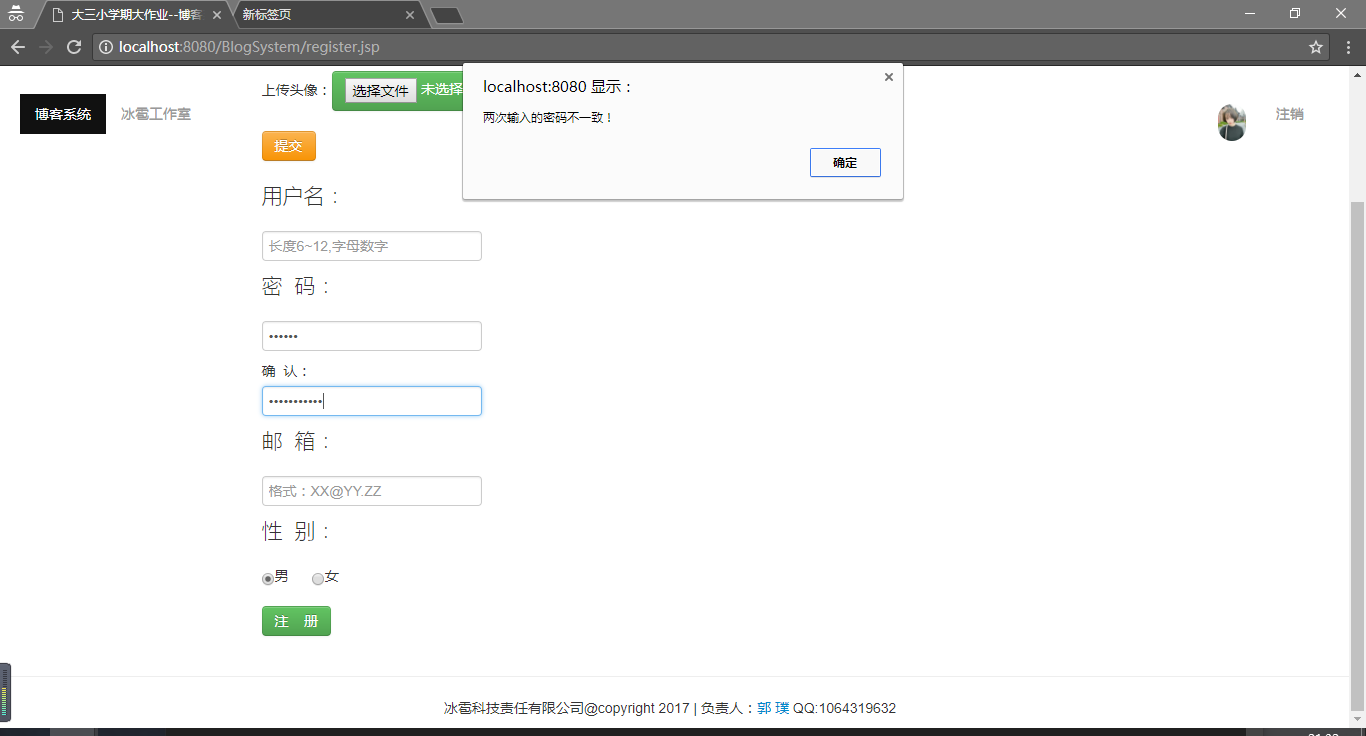 大三小学期大作业--博客
新标签页
localhost:8080/BlogSystem/register.jsp
博客系统
冰雹工作室
上传头像：
选择文件 未选择
提交
localhost:8080 显示：
两次输入的密码不一致！
确定
注销
用户名：
长度6~12,字母数字
密 码：
••••••
确 认：
•••••••••••
邮 箱：
格式：XX@YY.ZZ
性 别：
男 女
注 册
冰雹科技责任有限公司@copyright 2017 | 负责人：郭 璞 QQ:1064319632